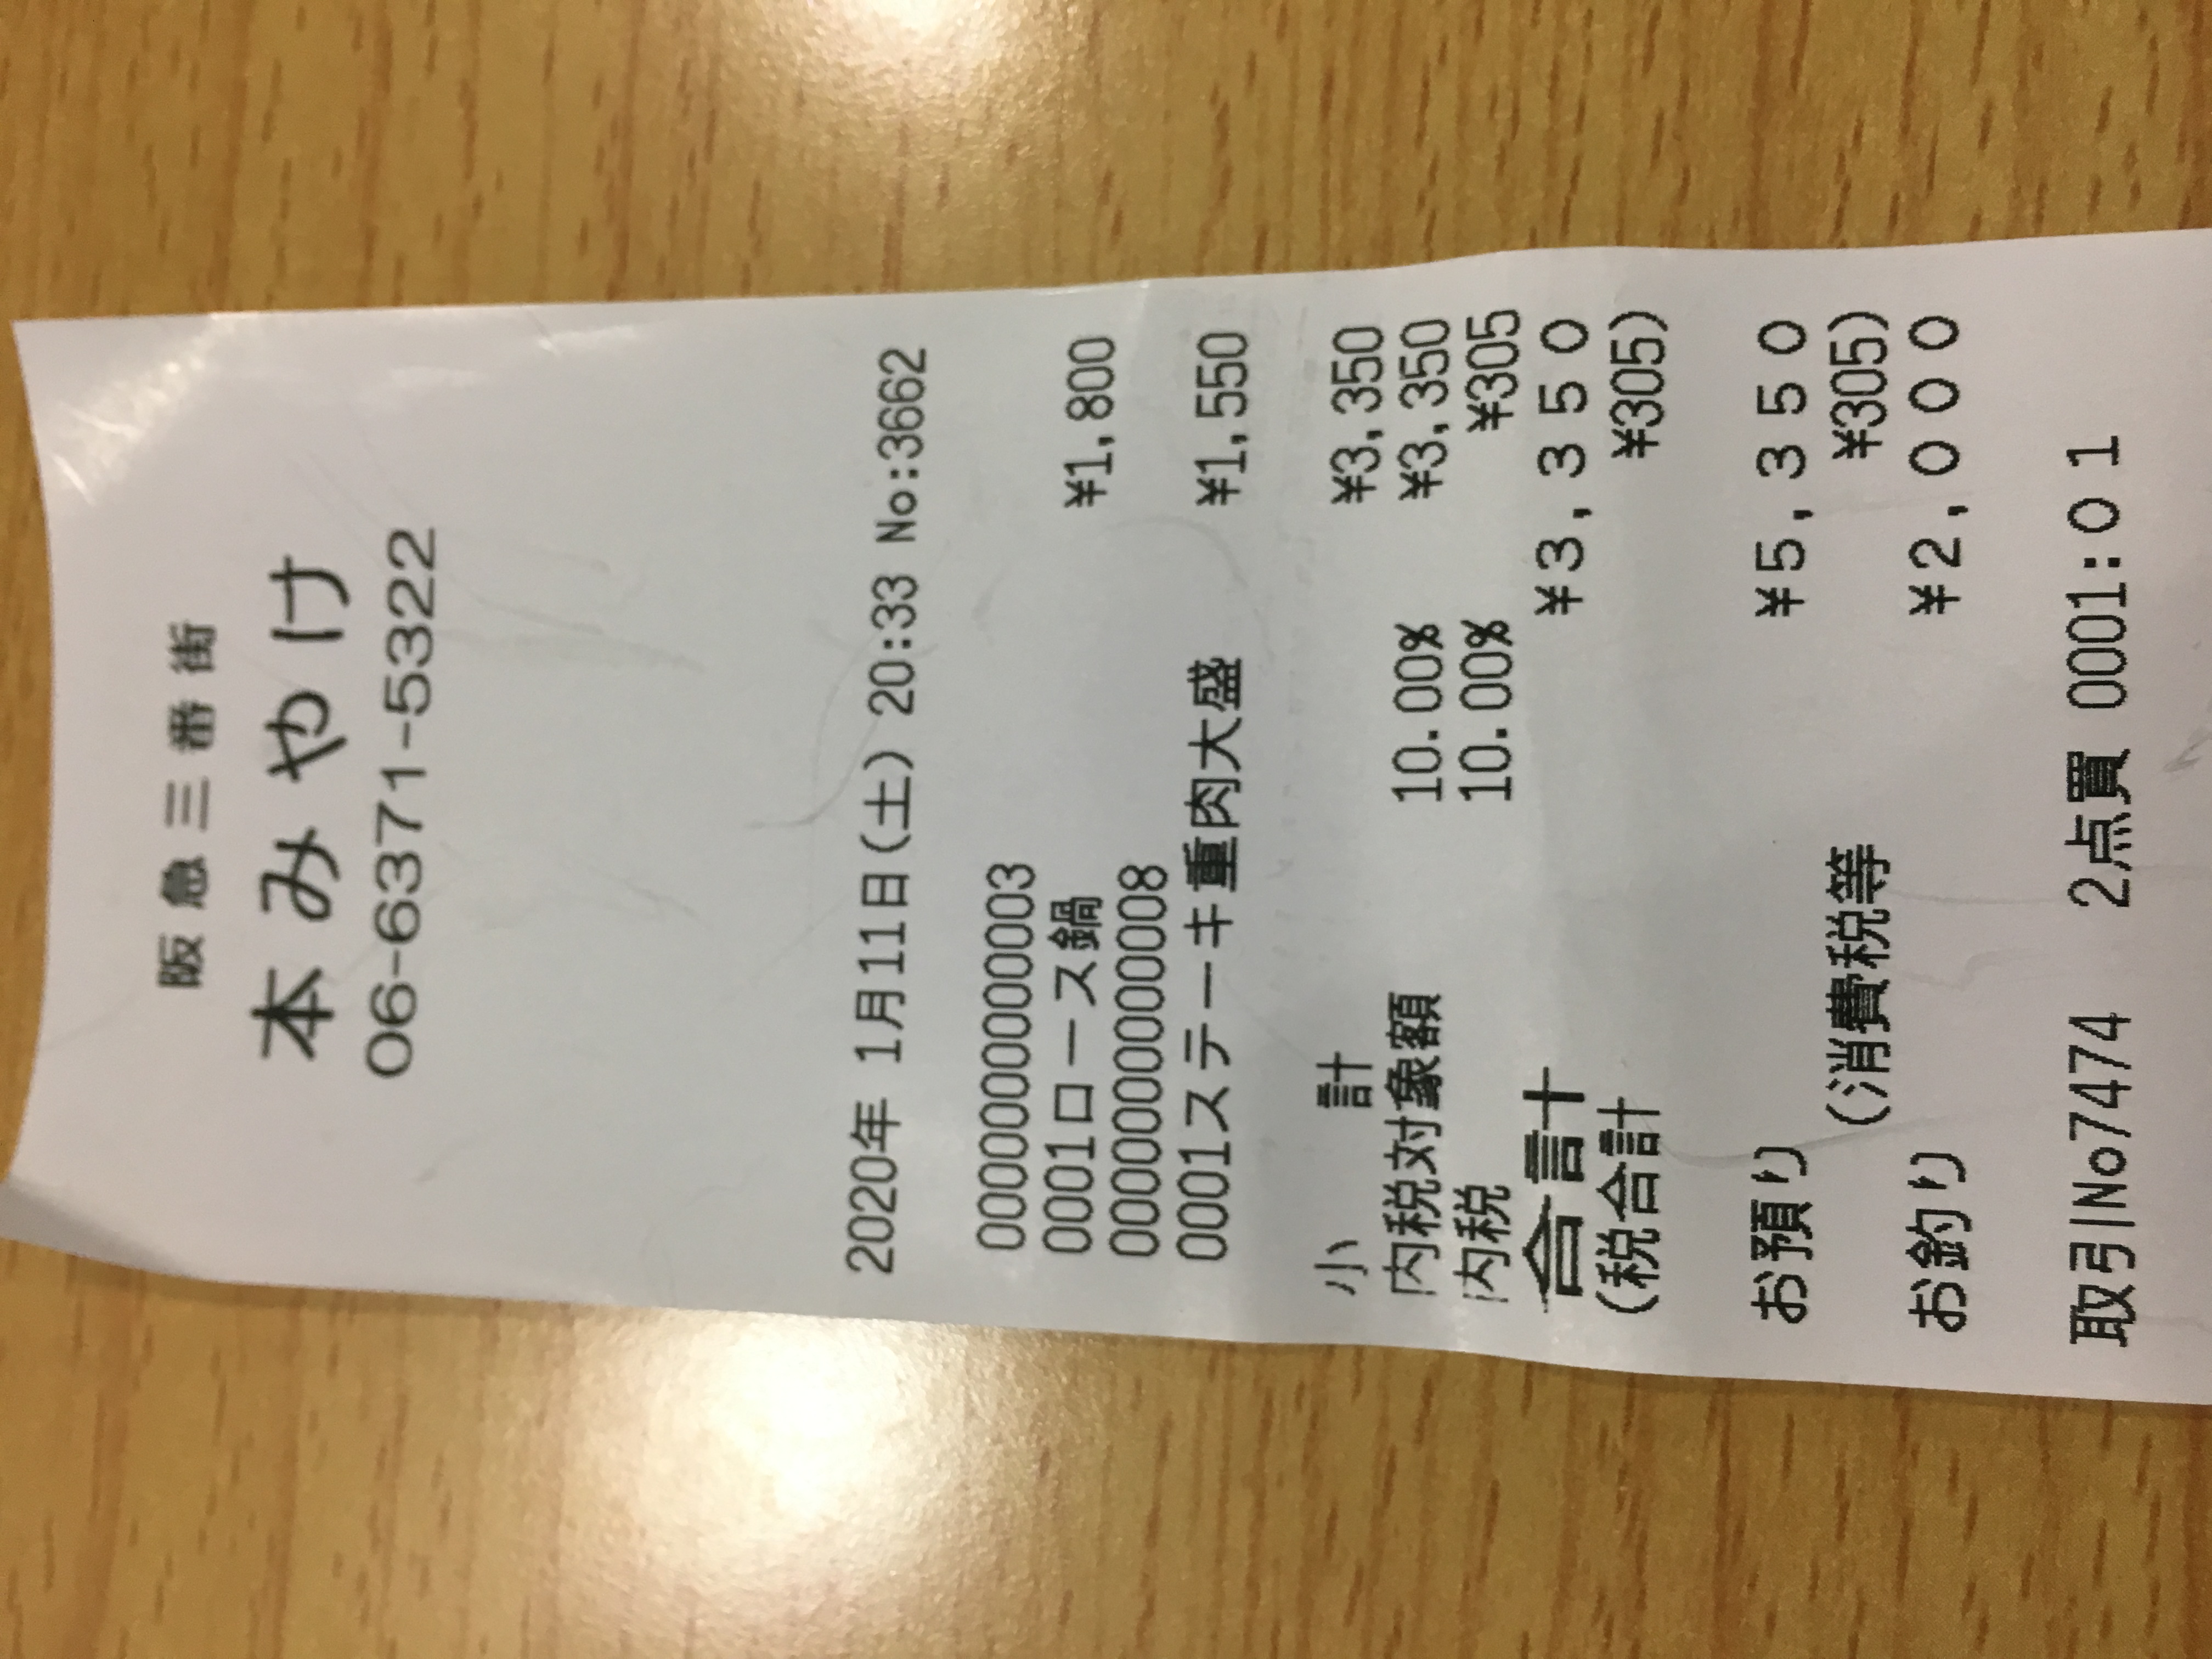 阪急三番街
本みやけ
06-6371-5322
2020年 1月11日(土) 20:33 No:3662
0000000000003
0001ロース鍋 ¥1,800
0000000000008
0001ステーキ重肉大盛 ¥1,550
小 計 ¥3,350
内税対象額 10.00% ¥3,350
内税 10.00% ¥305
合計 ¥3,350
(税合計 ¥305)
お預り ¥5,350
(消費税等 ¥305)
お釣り ¥2,000
取引No7474 2点買 0001:01